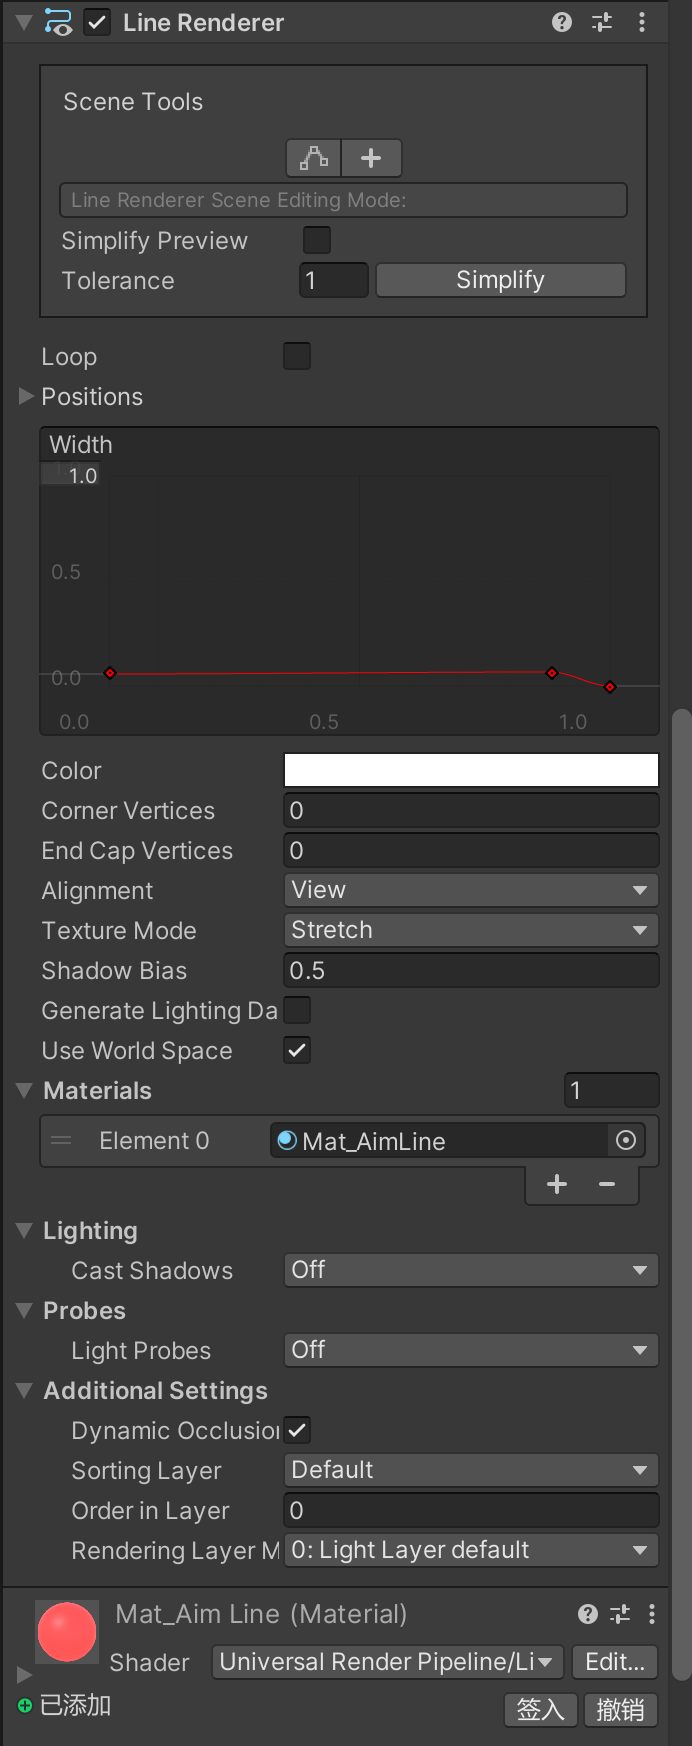 Line Renderer
Scene Tools
Line Renderer Scene Editing Mode:
Simplify Preview
Tolerance 1 Simplify
Loop
Positions
Width
1.0
0.5
0.0
0.0 0.5 1.0
Color
Corner Vertices 0
End Cap Vertices 0
Alignment View
Texture Mode Stretch
Shadow Bias 0.5
Generate Lighting Da
Use World Space
Materials 1
Element 0 Mat_AimLine
Lighting
Cast Shadows Off
Probes
Light Probes Off
Additional Settings
Dynamic Occlusion
Sorting Layer Default
Order in Layer 0
Rendering Layer M 0: Light Layer default
Mat_Aim Line (Material)
Shader Universal Render Pipeline/Li Edit...
已添加 签入 撤销